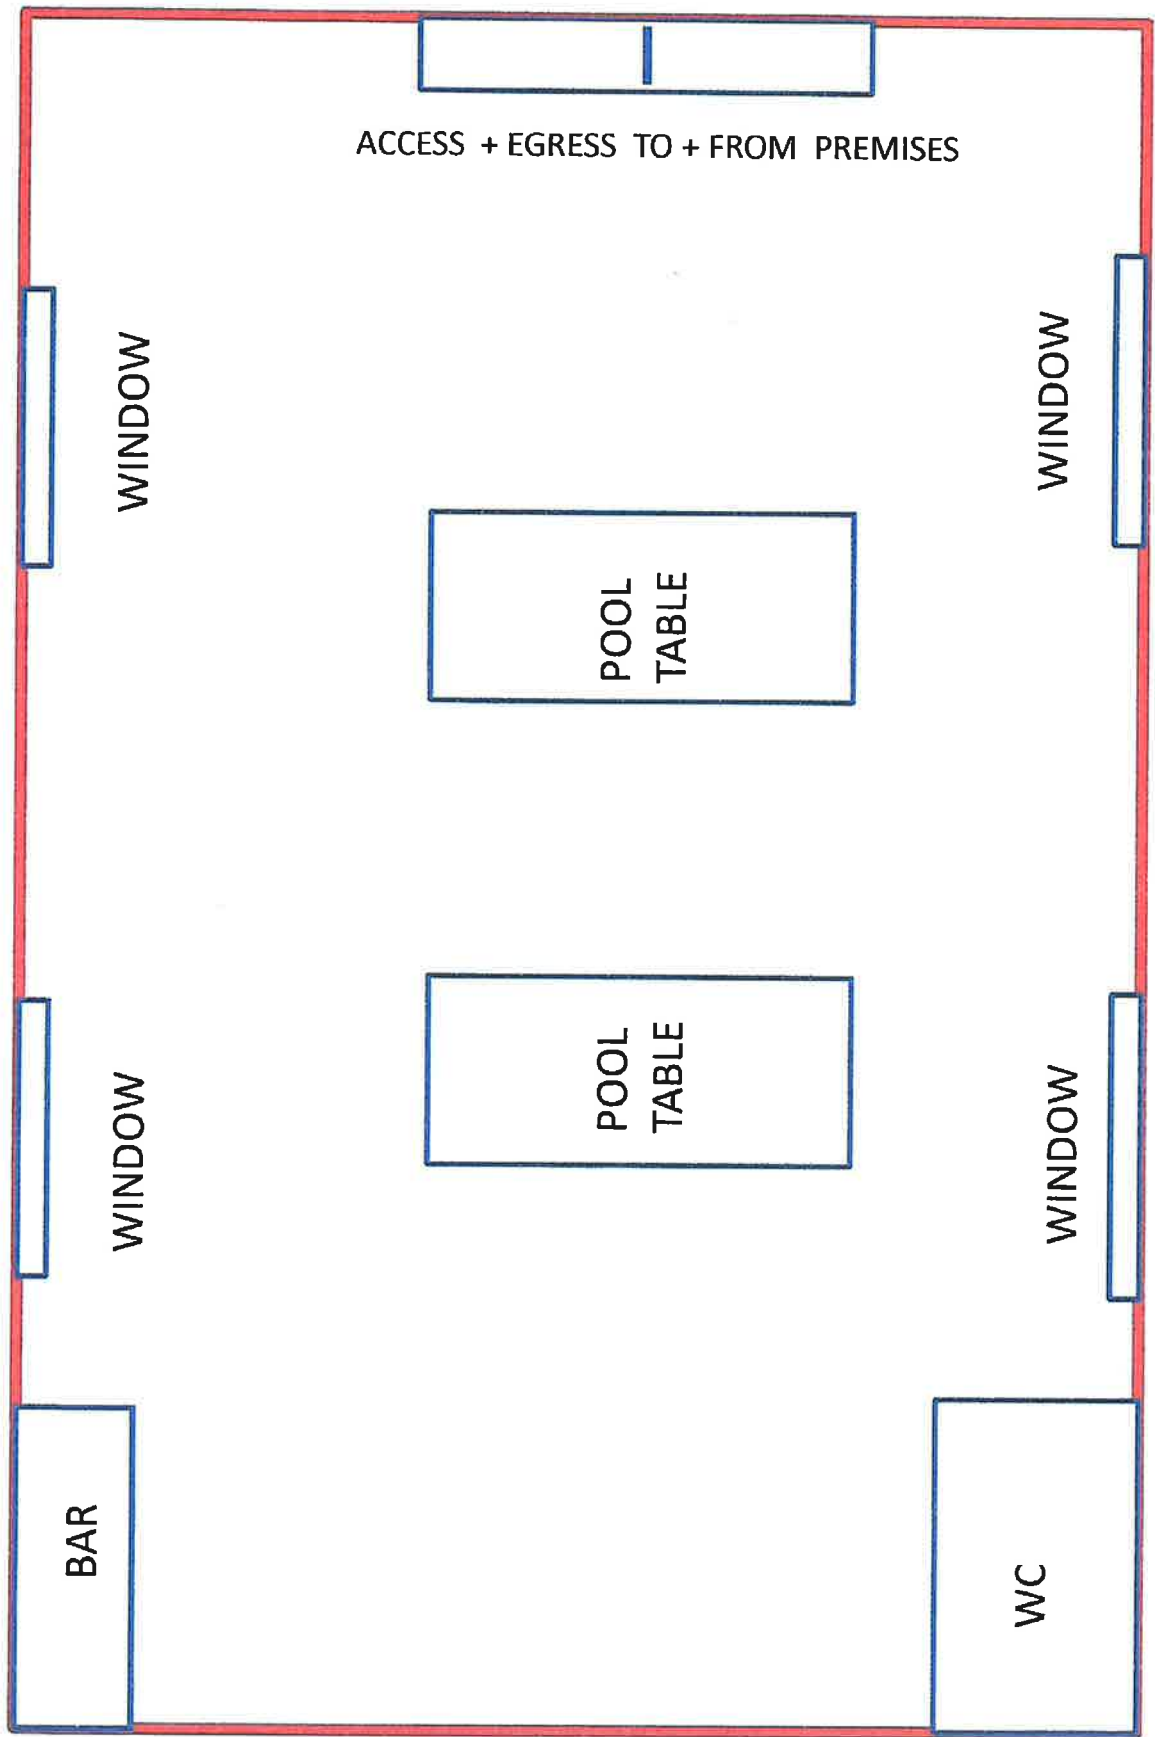 ACCESS + EGRESS TO + FROM PREMISES
WINDOW
WINDOW
POOL
TABLE
POOL
TABLE
WINDOW
WINDOW
BAR
WC